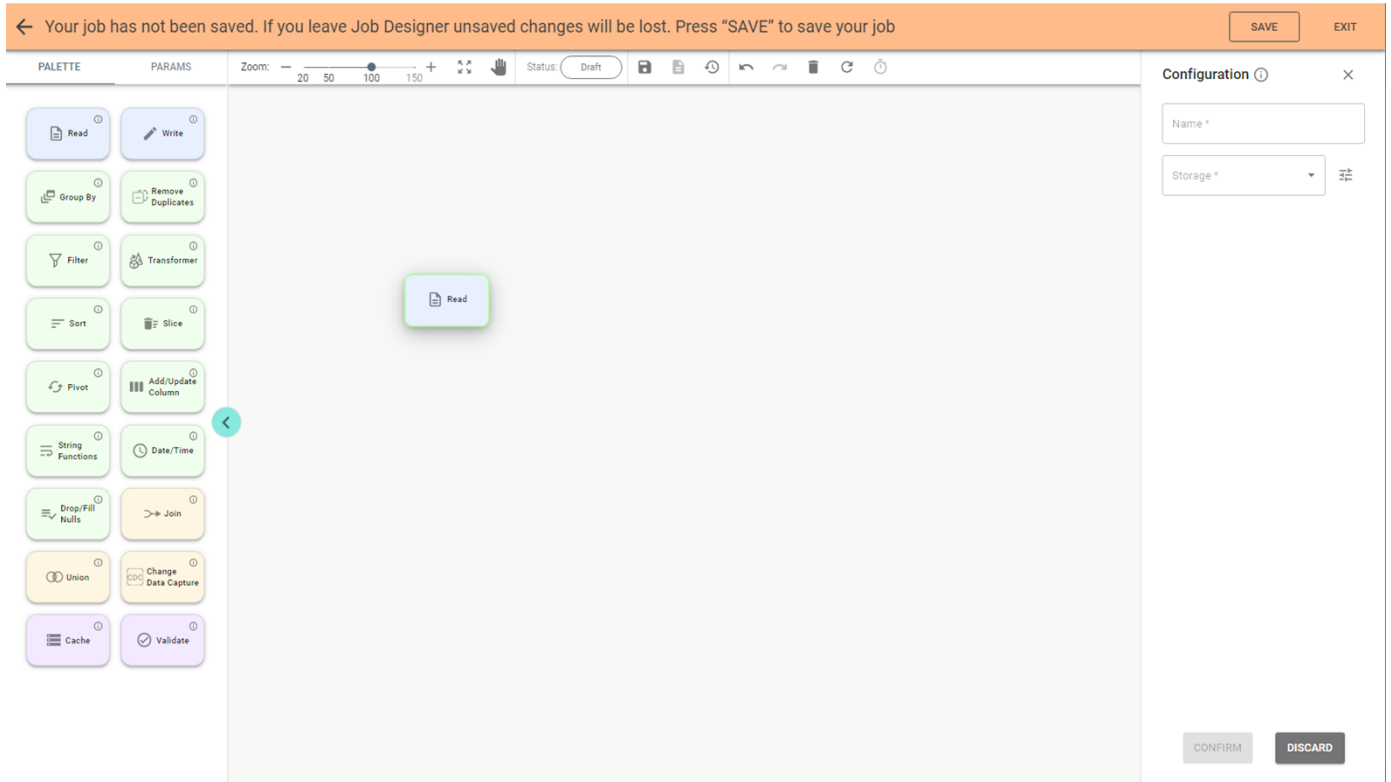 Your job has not been saved. If you leave Job Designer unsaved changes will be lost. Press “SAVE” to save your job
SAVE
EXIT
PALETTE
PARAMS
Zoom:
20 50 100 150
Status:
Draft
Configuration
Read
Write
Group By
Remove
Duplicates
Filter
Transformer
Sort
Slice
Pivot
Add/Update
Column
String
Functions
Date/Time
Drop/Fill
Nulls
Join
Union
CDC
Change
Data Capture
Cache
Validate
Read
Name *
Storage *
CONFIRM
DISCARD